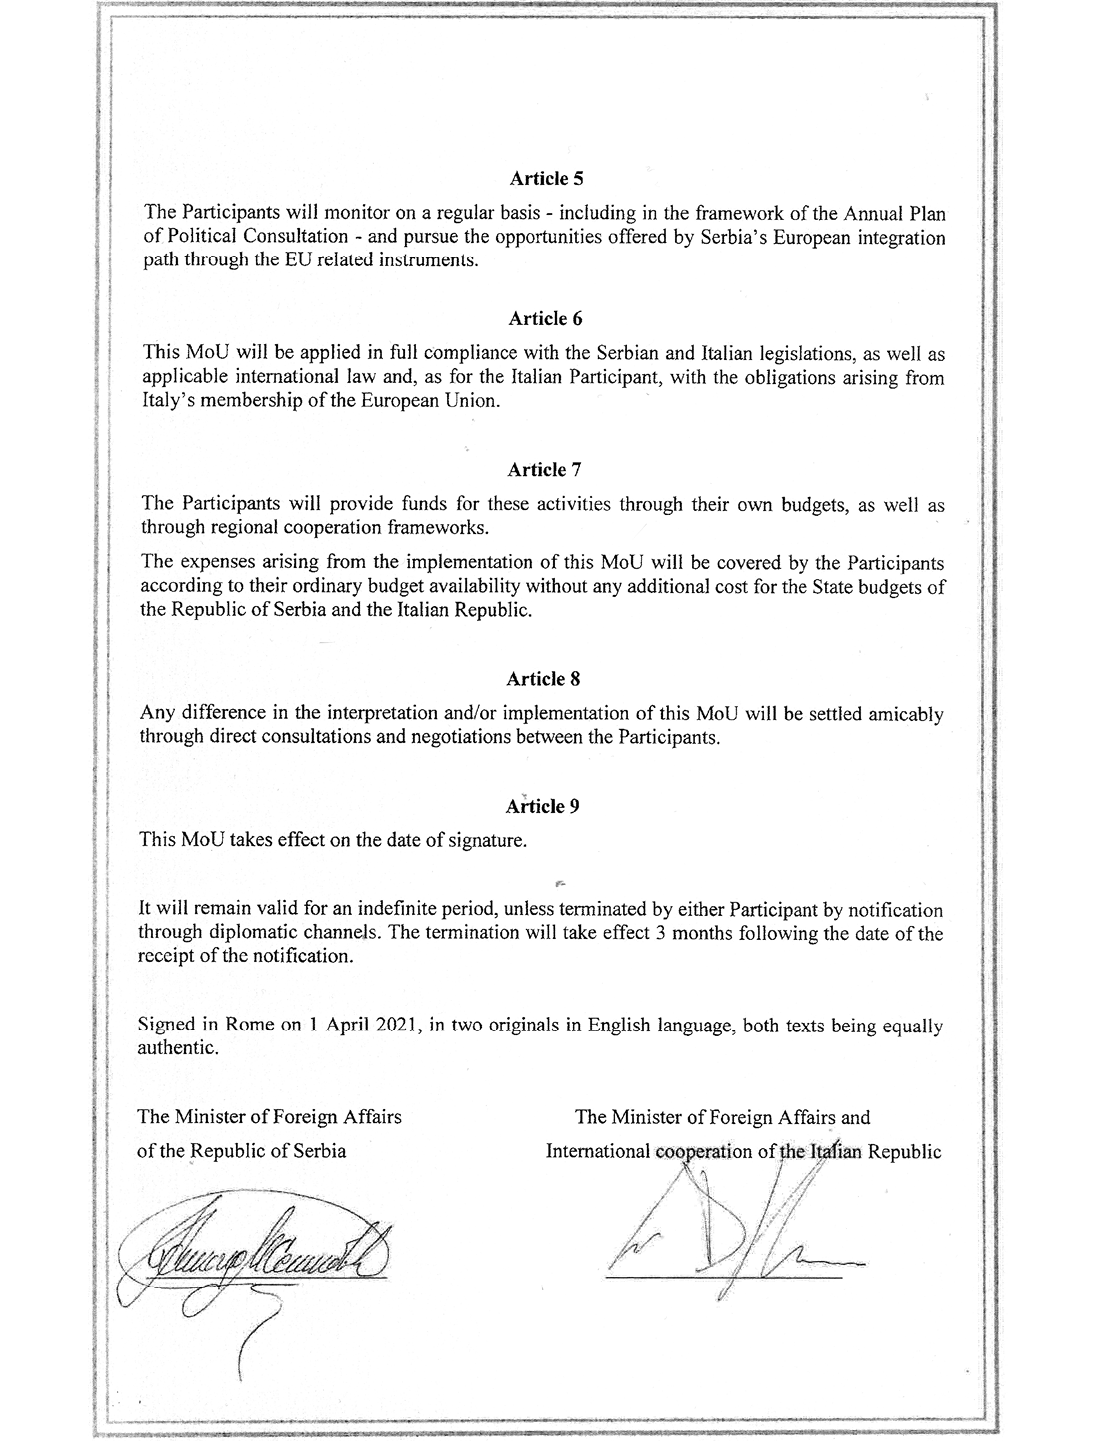 Article 5
The Participants will monitor on a regular basis - including in the framework of the Annual Plan
of Political Consultation - and pursue the opportunities offered by Serbia's European integration
path through the EU related instruments.
Article 6
This MoU will be applied in full compliance with the Serbian and Italian legislations, as well as
applicable international law and, as for the Italian Participant, with the obligations arising from
Italy's membership of the European Union.
Article 7
The Participants will provide funds for these activities through their own budgets, as well as
through regional cooperation frameworks.
The expenses arising from the implementation of this MoU will be covered by the Participants
according to their ordinary budget availability without any additional cost for the State budgets of
the Republic of Serbia and the Italian Republic.
Article 8
Any difference in the interpretation and/or implementation of this MoU will be settled amicably
through direct consultations and negotiations between the Participants.
Article 9
This MoU takes effect on the date of signature.
It will remain valid for an indefinite period, unless terminated by either Participant by notification
through diplomatic channels. The termination will take effect 3 months following the date of the
receipt of the notification.
Signed in Rome on 1 April 2021, in two originals in English language, both texts being equally
authentic.
The Minister of Foreign Affairs
of the Republic of Serbia
The Minister of Foreign Affairs and
International cooperation of the Italian Republic